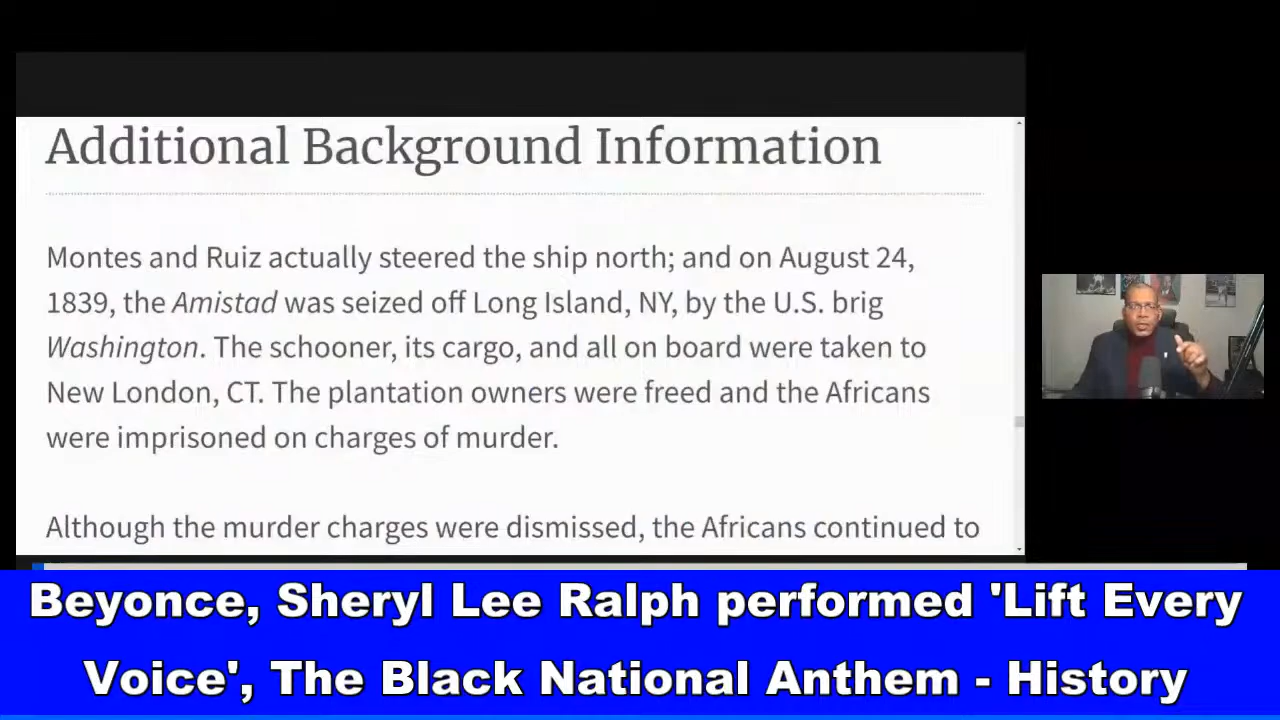 Additional Background Information
Montes and Ruiz actually steered the ship north; and on August 24,
1839, the Amistad was seized off Long Island, NY, by the U.S. brig
Washington. The schooner, its cargo, and all on board were taken to
New London, CT. The plantation owners were freed and the Africans
were imprisoned on charges of murder.
Although the murder charges were dismissed, the Africans continued to
Beyonce, Sheryl Lee Ralph performed 'Lift Every
Voice', The Black National Anthem - History